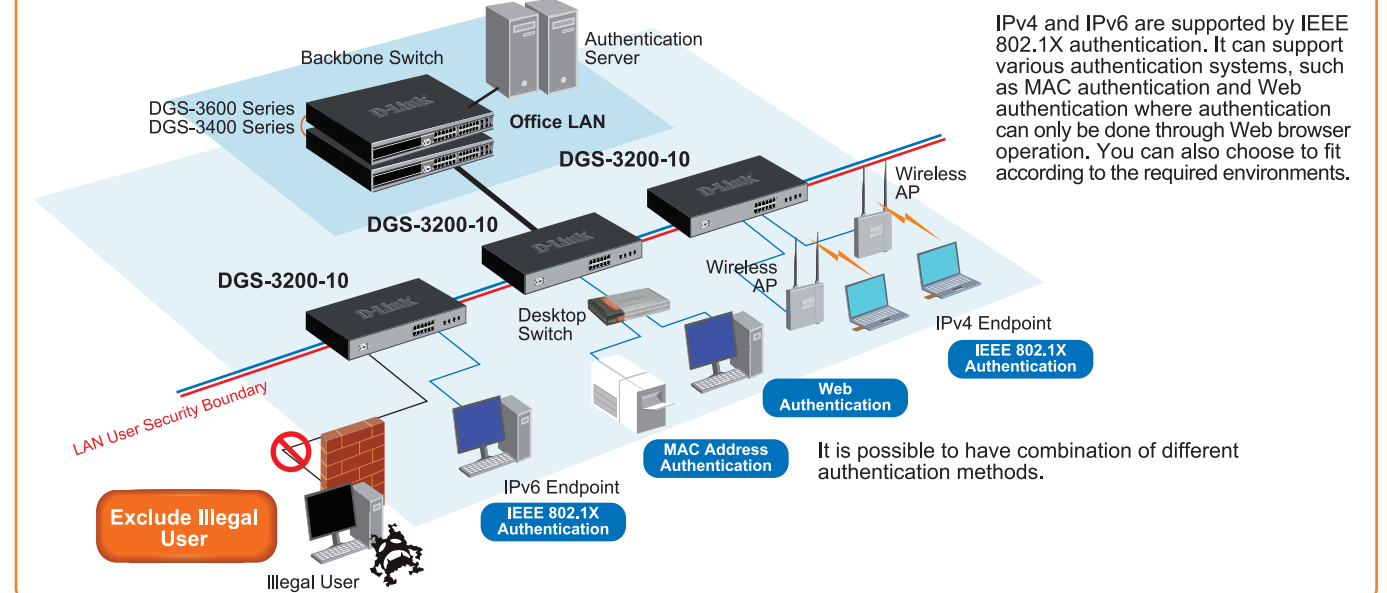 IPv4 and IPv6 are supported by IEEE
802.1X authentication. It can support
various authentication systems, such
as MAC authentication and Web
authentication where authentication
can only be done through Web browser
operation. You can also choose to fit
according to the required environments.
Authentication
Server
Backbone Switch
D-Link
DGS-3600 Series
DGS-3400 Series
Office LAN
DGS-3200-10
D-Link
Wireless
AP
DGS-3200-10
D-Link
Wireless
AP
DGS-3200-10
D-Link
Desktop
Switch
IPv4 Endpoint
IEEE 802.1X
Authentication
LAN User Security Boundary
Web
Authentication
MAC Address
Authentication
It is possible to have combination of different
authentication methods.
IPv6 Endpoint
IEEE 802.1X
Authentication
Exclude Illegal
User
Illegal User